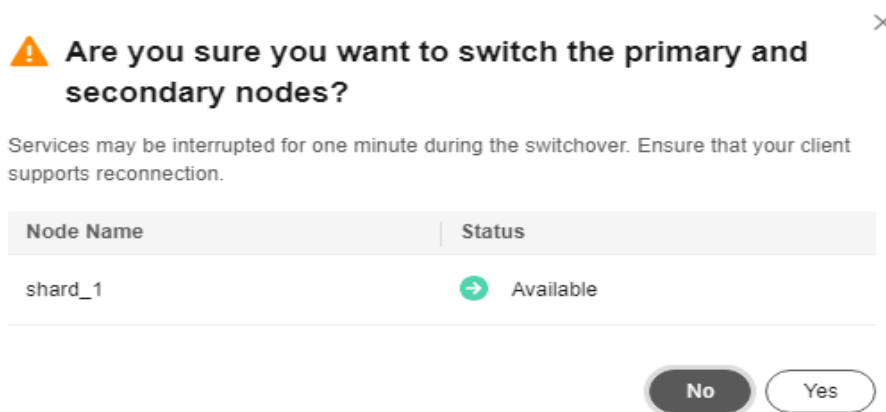 Are you sure you want to switch the primary and
secondary nodes?
Services may be interrupted for one minute during the switchover. Ensure that your client
supports reconnection.
Node Name Status
shard_1 Available
No Yes